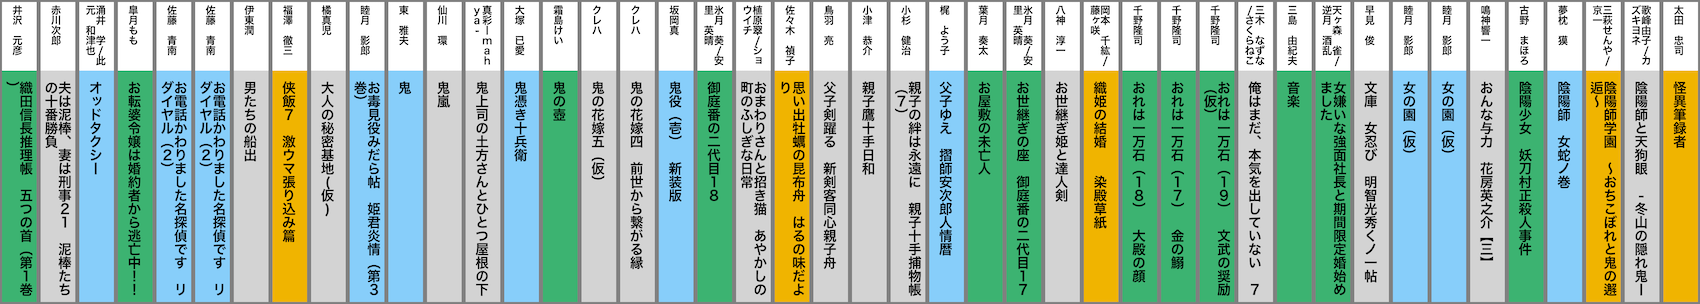 井沢 元彦
織田信長推理帳 五つの首（第1巻
）
赤川次郎
夫は泥棒、妻は刑事21 泥棒たち
の十番勝負
涌井 学/此
元 和津也
オッドタクシー
皐月もも
お転婆令嬢は婚約者から逃亡中！！
佐藤 青南
お電話かわりました名探偵です リ
ダイヤル（2）
佐藤 青南
お電話かわりました名探偵です リ
ダイヤル（2）
伊東潤
男たちの船出
福澤 徹三
侠飯7 激ウマ張り込み篇
橘真児
大人の秘密基地(仮)
睦月 影郎
お毒見役みだら帖 姫君炎情（第3
巻）
東 雅夫
鬼
仙川 環
鬼嵐
真彩-mah
ya-
鬼上司の土方さんとひとつ屋根の下
大塚 已愛
鬼憑き十兵衛
霜島けい
鬼の壺
クレハ
鬼の花嫁五（仮）
クレハ
鬼の花嫁四 前世から繋がる縁
坂岡真
鬼役（壱） 新装版
氷月 葵/安
里 英晴
御庭番の二代目18
植原翠/ショ
ウイチ
おまわりさんと招き猫 あやかしの
町のふしぎな日常
佐々木 禎子
思い出牡蠣の昆布舟 はるの味だよ
り
鳥羽 亮
父子剣躍る 新剣客同心親子舟
小津 恭介
親子鷹十手日和
小杉 健治
親子の絆は永遠に 親子十手捕物帳
（7）
梶 よう子
父子ゆえ 摺師安次郎人情暦
葉月 奏太
お屋敷の未亡人
氷月 葵/安
里 英晴
お世継ぎの座 御庭番の二代目17
八神 淳一
お世継ぎ姫と達人剣
岡本 千紘/
藤ヶ咲
織姫の結婚 染殿草紙
千野隆司
おれは一万石（18） 大殿の顔
千野隆司
おれは一万石（17） 金の鰯
千野隆司
おれは一万石（19） 文武の奨励
（仮）
三木 なずな
/さくらねこ
俺はまだ、本気を出していない 7
三島 由紀夫
音楽
天ヶ森 雀/
逆月 酒乱
女嫌いな強面社長と期間限定婚始め
ました
早見 俊
文庫 女忍び 明智光秀くノ一帖
睦月 影郎
女の園（仮）
睦月 影郎
女の園（仮）
鳴神響一
おんな与力 花房英之介【三】
古野 まほろ
陰陽少女 妖刀村正殺人事件
夢枕 獏
陰陽師 女蛇ノ巻
三萩せんや/
京一
陰陽師学園 ～おちこぼれと鬼の邂
逅～
歌峰由子/カ
ズキヨネ
陰陽師と天狗眼 -冬山の隠れ鬼-
太田 忠司
怪異筆者